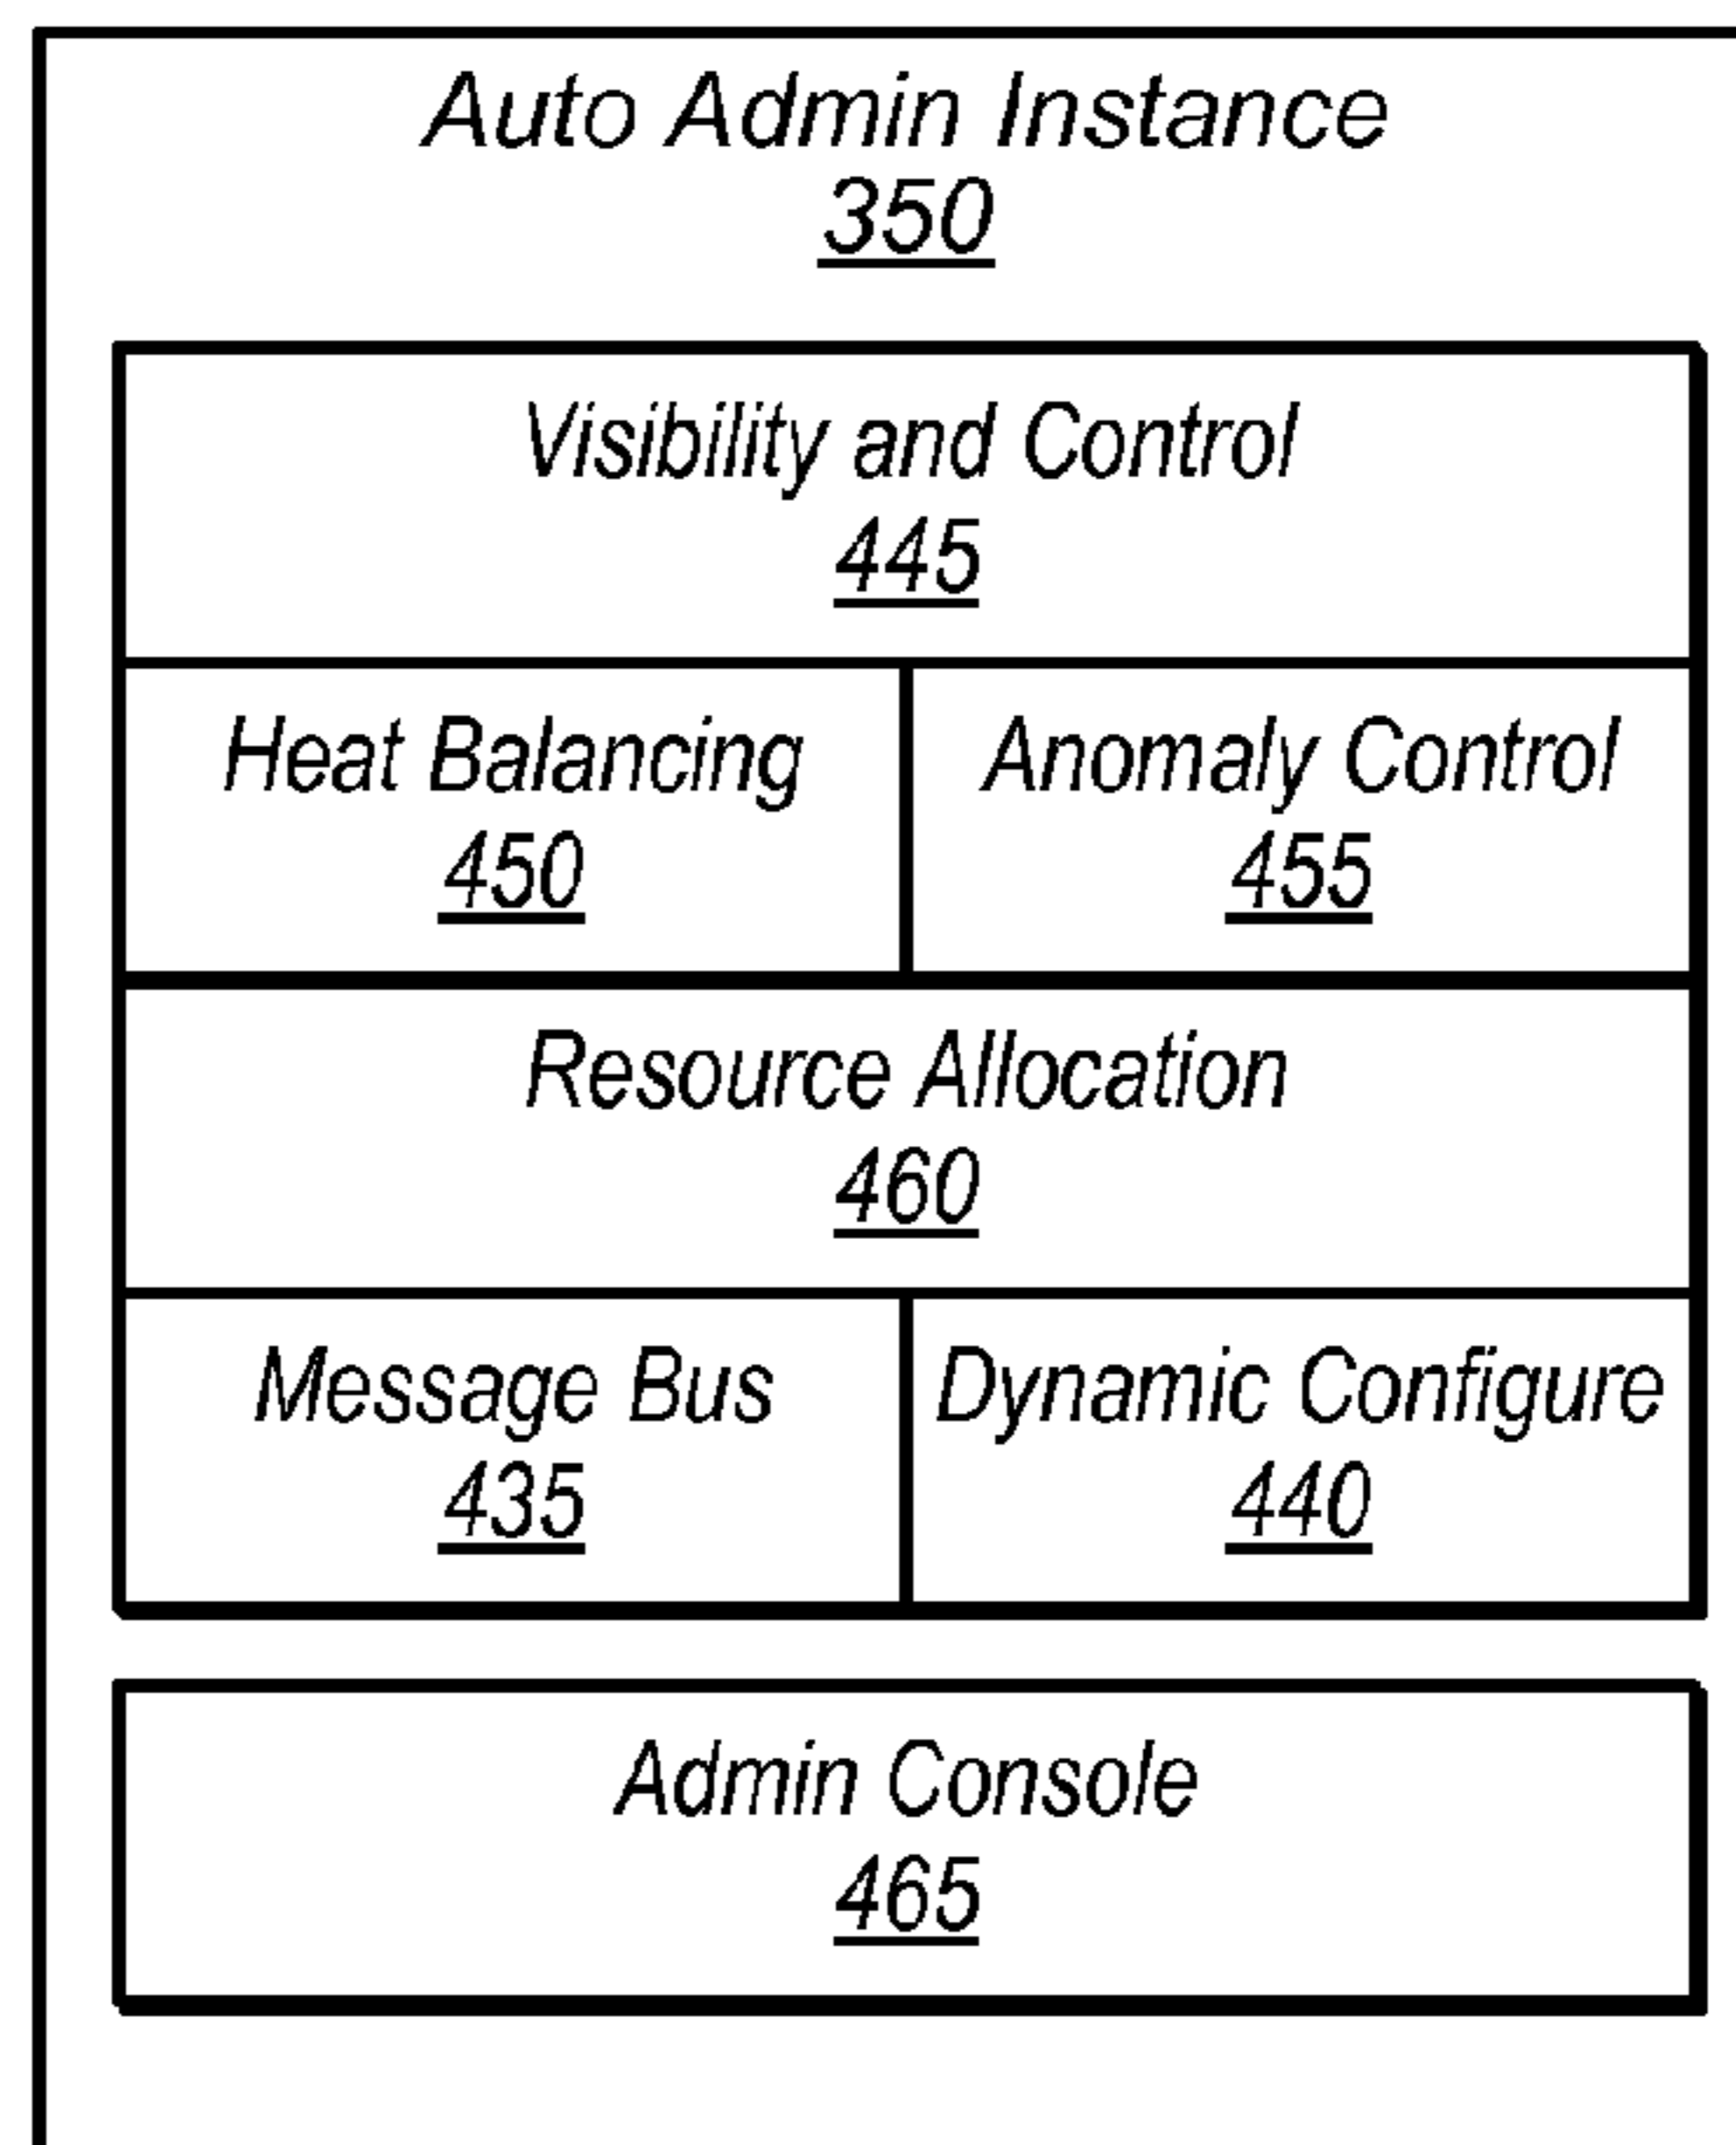 Auto Admin Instance
350
Visibility and Control
445
Heat Balancing
450
Anomaly Control
455
Resource Allocation
460
Message Bus
435
Dynamic Configure
440
Admin Console
465